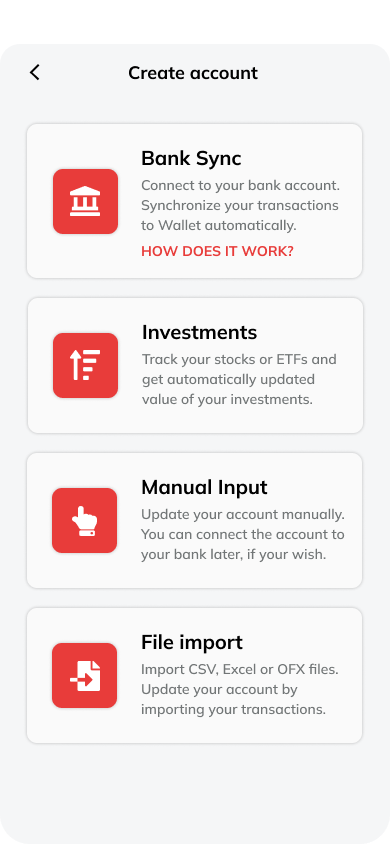 Create account
Bank Sync
Connect to your bank account.
Synchronize your transactions
to Wallet automatically.
HOW DOES IT WORK?
Investments
Track your stocks or ETFs and
get automatically updated
value of your investments.
Manual Input
Update your account manually.
You can connect the account to
your bank later, if your wish.
File import
Import CSV, Excel or OFX files.
Update your account by
importing your transactions.